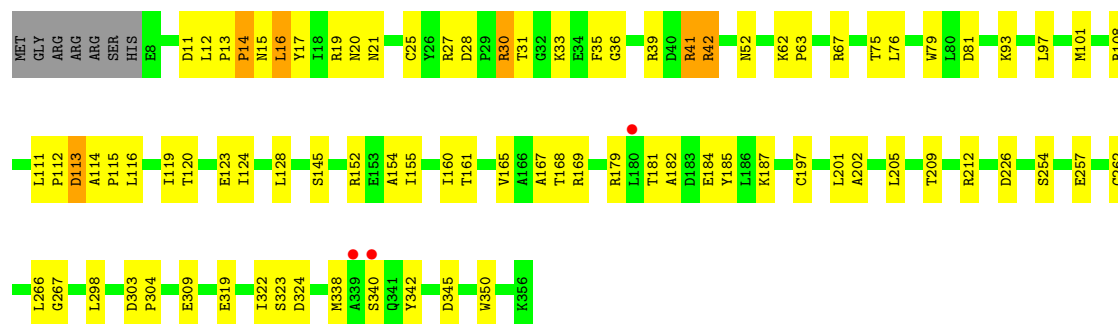 MET GLY ARG ARG ARG SER HIS E8 D11 L12 P13 P14 N15 L16 Y17 I18 R19 N20 N21 C25 Y26 R27 D28 P29 R30 T31 G32 K33 E34 F35 G36 R39 D40 R41 R42 N52 K62 P63 R67 T75 L76 W79 L80 D81 K93 L97 M101
L111 P112 D113 A114 P115 L116 I119 T120 E123 I124 L128 S145 R152 E153 A154 I155 I160 T161 V165 A166 A167 T168 R169 R179 L180 T181 A182 D183 E184 Y185 L186 K187 C197 L201 A202 L205 T209 R212 D226 S254 E257
L266 G267 L298 D303 P304 E309 E319 I322 S323 D324 M338 A339 S340 Q341 Y342 D345 W350 K356